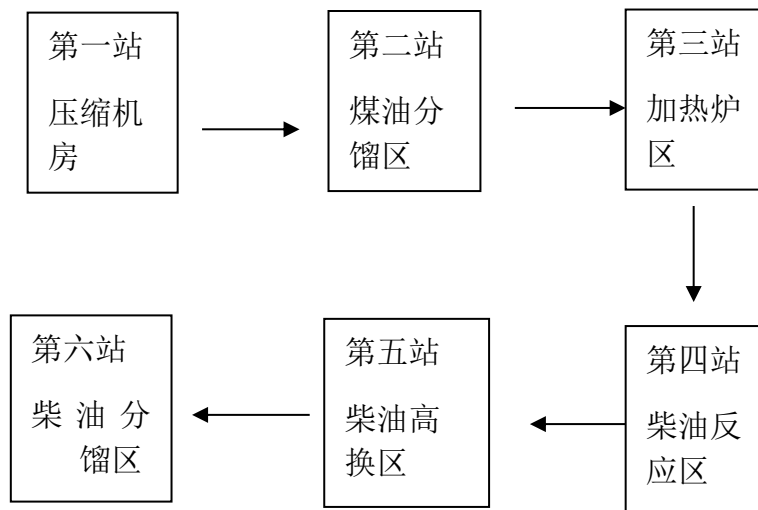 第一站
压缩机
房
第二站
煤油分
馏区
第三站
加热炉
区
第四站
柴油反
应区
第五站
柴油高
换区
第六站
柴油分
馏区